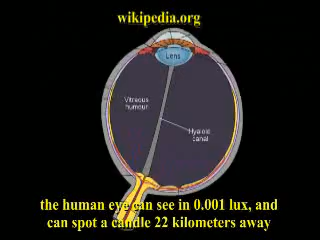 wikipedia.org
Lens
Vitreous
humour
Hyaloid
canal
the human eye can see in 0.001 lux, and
can spot a candle 22 kilometers away